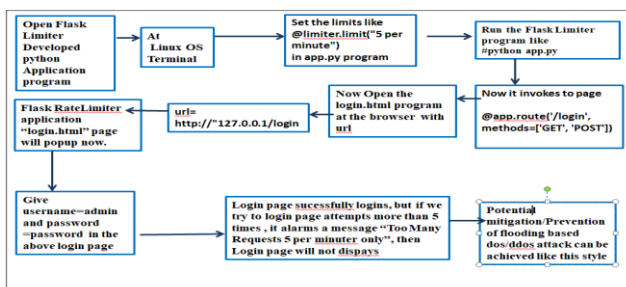 Open Flask
Limiter
Developed
python
Application
program
At
Linux OS
Terminal
Set the limits like
@limiter.limit("5 per
minute")
in app.py program
Run the Flask Limiter
program like
#python app.py
Now it invokes to page
@app.route('/login',
methods=['GET', 'POST'])
Now Open the
login.html program
at the browser with
url
url=
http://"127.0.0.1/login
Flask RateLimiter
application
"login.html" page
will popup now.
Give
username=admin
and password
=password in the
above login page
Login page sucessfully logins, but if we
try to login page attempts more than 5
times , it alarms a message "Too Many
Requests 5 per minuter only", then
Login page will not dispays
Potential
mitigation/Prevention
of flooding based
dos/ddos attack can be
achieved like this style